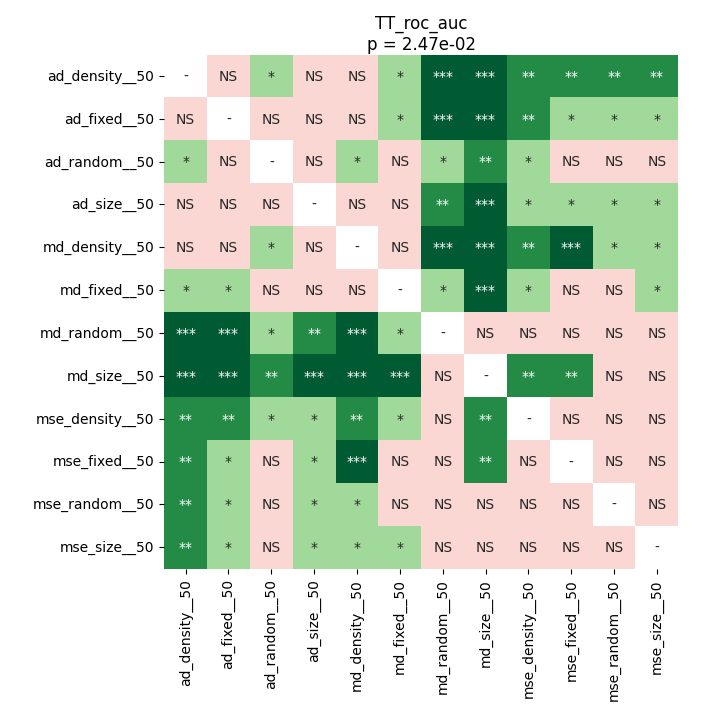 TT_roc_auc
p = 2.47e-02
ad_density__50 - NS * NS NS * *** *** ** ** ** **
ad_fixed__50 NS - NS NS NS * *** *** ** * * *
ad_random__50 * NS - NS * NS * ** * NS NS NS
ad_size__50 NS NS NS - NS NS ** *** * * * *
md_density__50 NS NS * NS - NS *** *** ** *** * *
md_fixed__50 * * NS NS NS - * *** * NS NS *
md_random__50 *** *** * ** *** * - NS NS NS NS NS
md_size__50 *** *** ** *** *** *** NS - ** ** NS NS
mse_density__50 ** ** * * ** * NS ** - NS NS NS
mse_fixed__50 ** * NS * *** NS NS ** NS - NS NS
mse_random__50 ** * NS * * NS NS NS NS NS - NS
mse_size__50 ** * NS * * * NS NS NS NS NS -
ad_density__50
ad_fixed__50
ad_random__50
ad_size__50
md_density__50
md_fixed__50
md_random__50
md_size__50
mse_density__50
mse_fixed__50
mse_random__50
mse_size__50